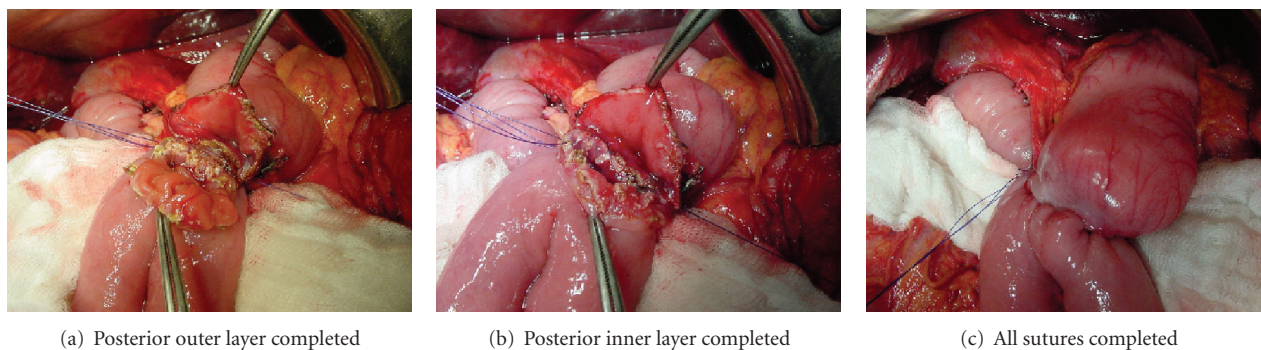 (a) Posterior outer layer completed
(b) Posterior inner layer completed
(c) All sutures completed